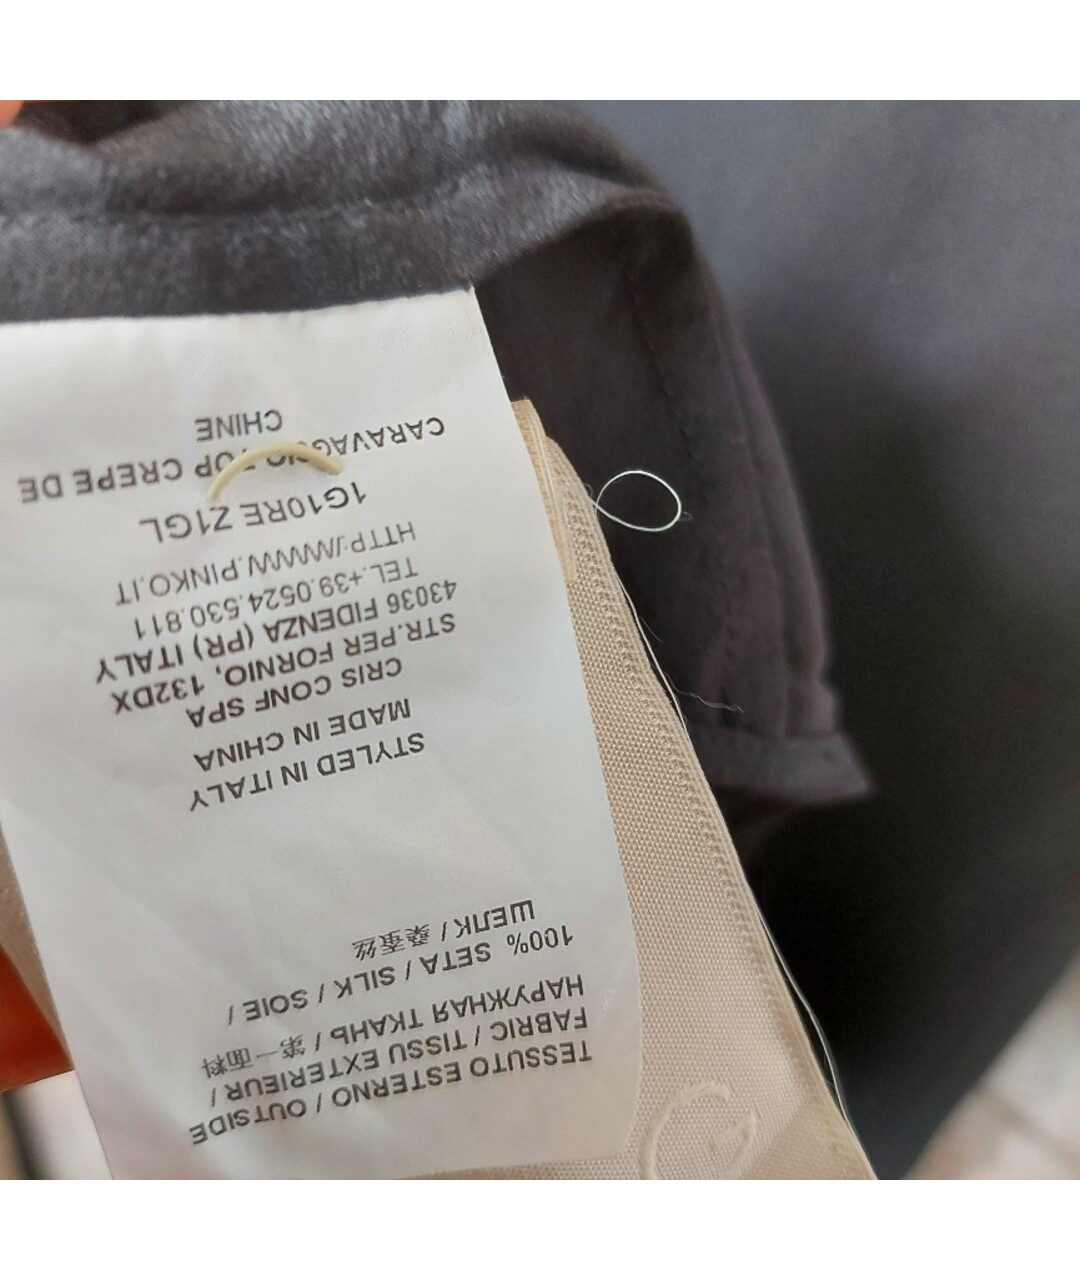 TESSUTO ESTERNO / OUTSIDE
FABRIC / TISSU EXTERIEUR /
НАРУЖНАЯ ТКАНЬ / 第一面料
100% SETA / SILK / SOIE /
ШЕЛК / 桑蚕丝
STYLED IN ITALY
MADE IN CHINA
CRIS CONF SPA
STR.PER FORNIO, 132DX
43036 FIDENZA (PR) ITALY
TEL.+39.0524.530.811
HTTP://WWW.PINKO.IT
1G10RE Z1GL
CARAVAGGIO TOP CREPE DE
CHINE